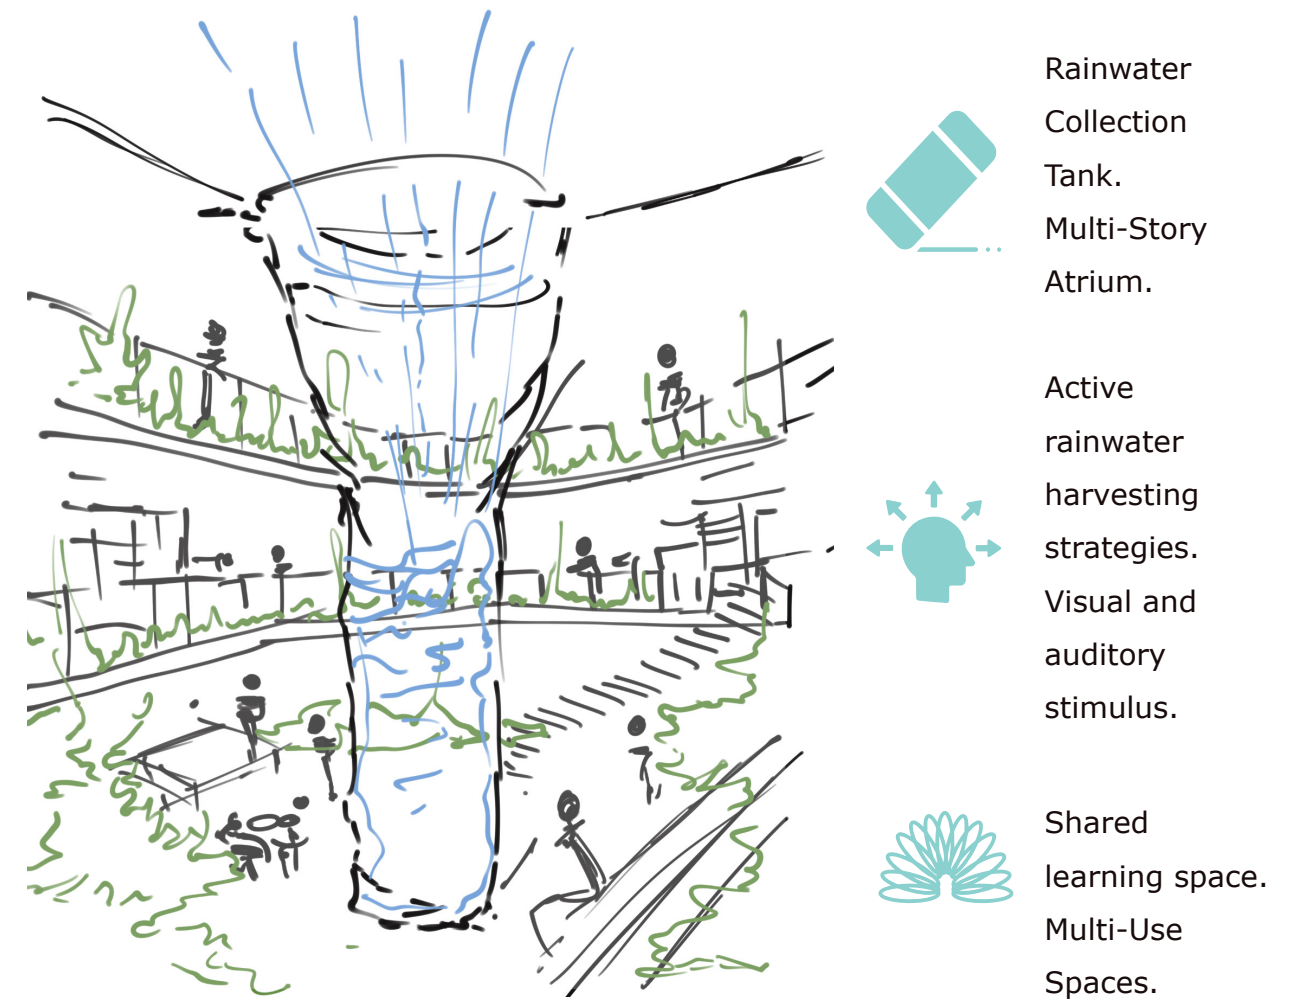 Rainwater
Collection
Tank.
Multi-Story
Atrium.
Active
rainwater
harvesting
strategies.
Visual and
auditory
stimulus.
Shared
learning space.
Multi-Use
Spaces.